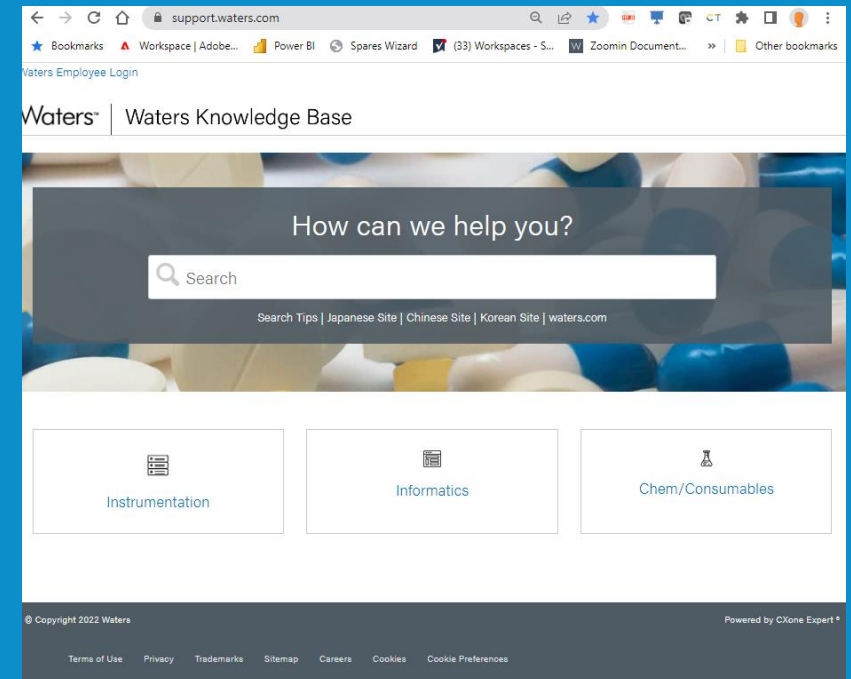 support.waters.com
Bookmarks Workspace | Adobe... Power BI Spares Wizard (33) Workspaces - S... Zoomin Document... » Other bookmarks
Waters Employee Login
Waters™ | Waters Knowledge Base
How can we help you?
Search
Search Tips | Japanese Site | Chinese Site | Korean Site | waters.com
Instrumentation
Informatics
Chem/Consumables
© Copyright 2022 Waters Powered by CXone Expert ®
Terms of Use Privacy Trademarks Sitemap Careers Cookies Cookie Preferences